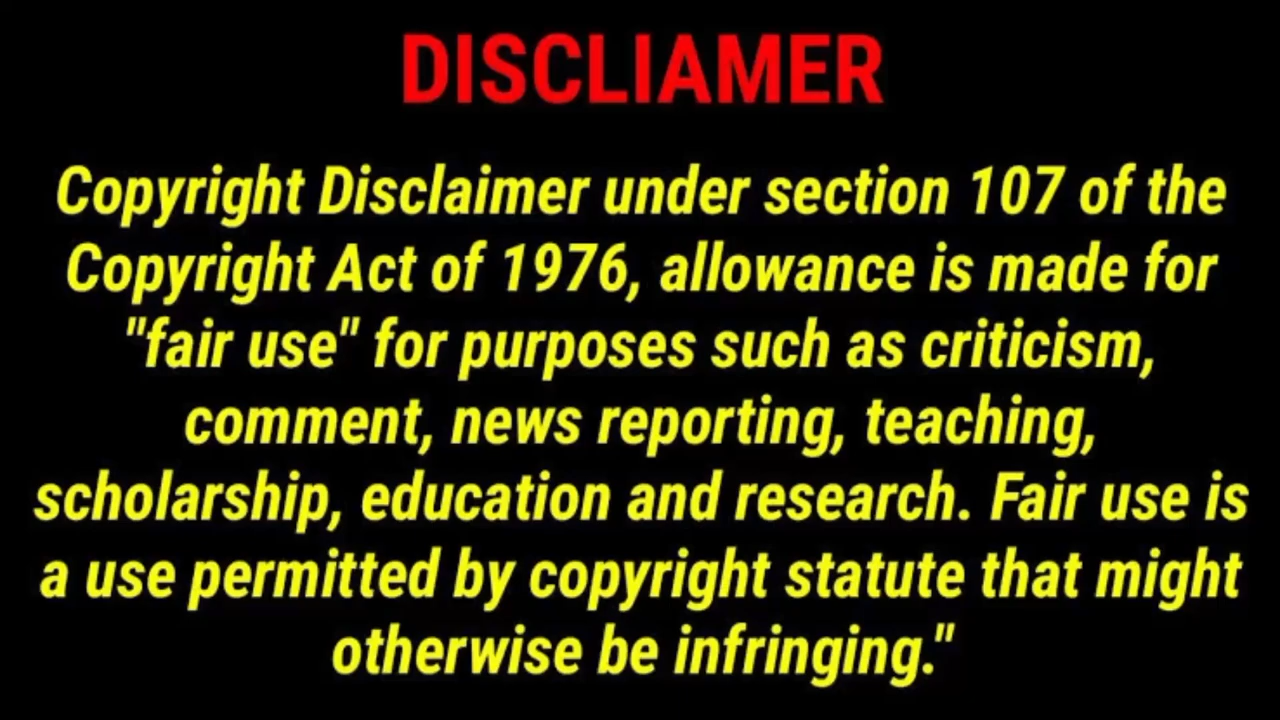 DISCLIAMER
Copyright Disclaimer under section 107 of the
Copyright Act of 1976, allowance is made for
"fair use" for purposes such as criticism,
comment, news reporting, teaching,
scholarship, education and research. Fair use is
a use permitted by copyright statute that might
otherwise be infringing."